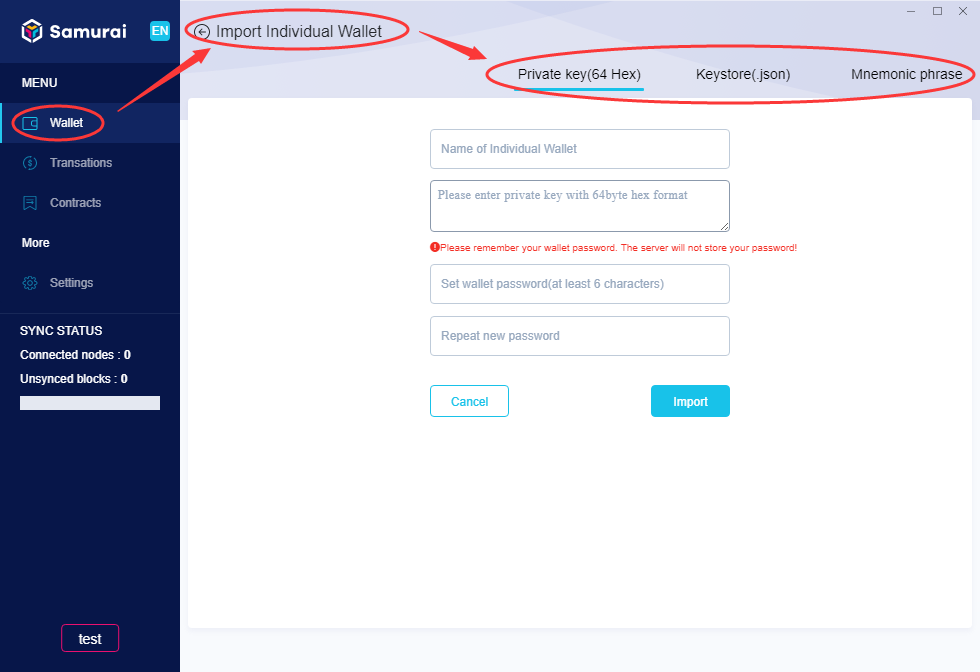 Samurai
EN
MENU
Wallet
Transations
Contracts
More
Settings
SYNC STATUS
Connected nodes : 0
Unsynced blocks : 0
test
Import Individual Wallet
Private key(64 Hex) Keystore(.json) Mnemonic phrase
Name of Individual Wallet
Please enter private key with 64byte hex format
Please remember your wallet password. The server will not store your password!
Set wallet password(at least 6 characters)
Repeat new password
Cancel Import